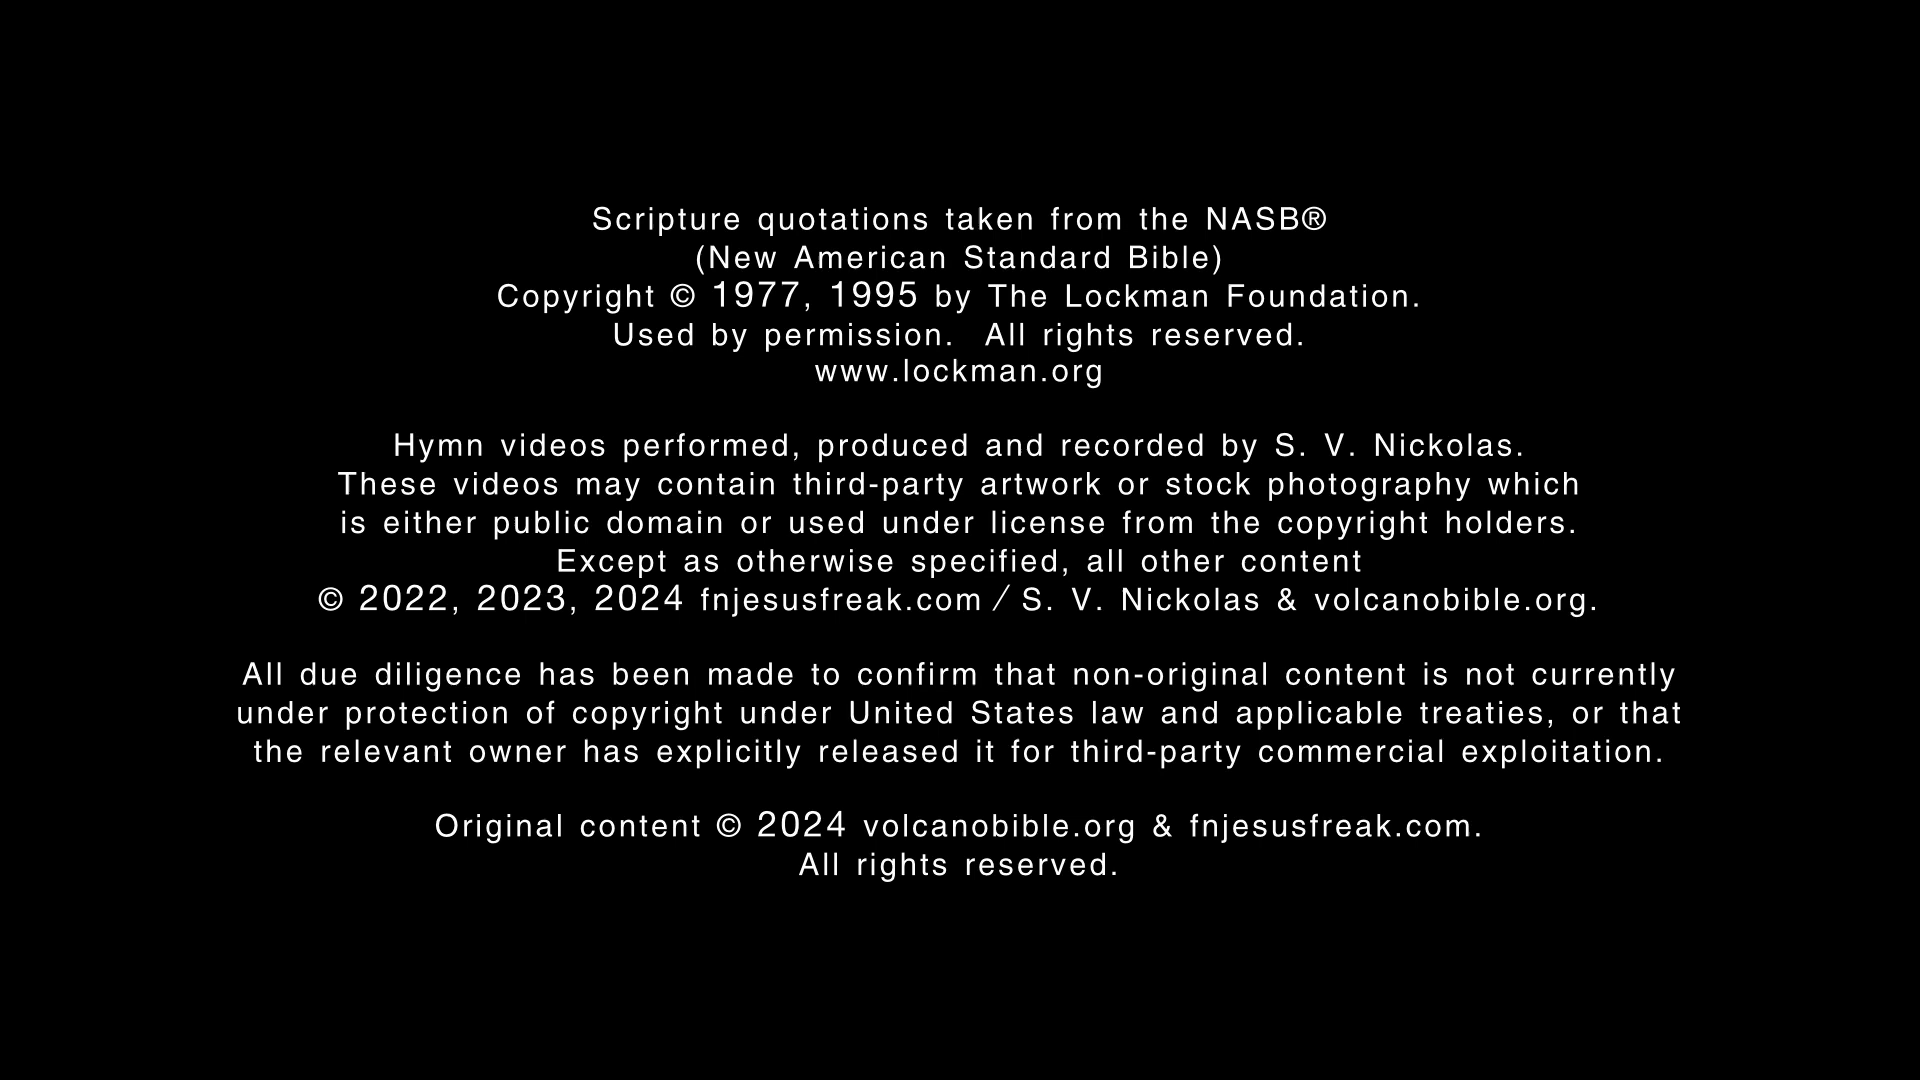 Scripture quotations taken from the NASB®
(New American Standard Bible)
Copyright © 1977, 1995 by The Lockman Foundation.
Used by permission.  All rights reserved.
www.lockman.org
Hymn videos performed, produced and recorded by S. V. Nickolas.
These videos may contain third-party artwork or stock photography which
is either public domain or used under license from the copyright holders.
Except as otherwise specified, all other content
© 2022, 2023, 2024 fnjesusfreak.com / S. V. Nickolas & volcanobible.org.
All due diligence has been made to confirm that non-original content is not currently
under protection of copyright under United States law and applicable treaties, or that
the relevant owner has explicitly released it for third-party commercial exploitation.
Original content © 2024 volcanobible.org & fnjesusfreak.com.
All rights reserved.